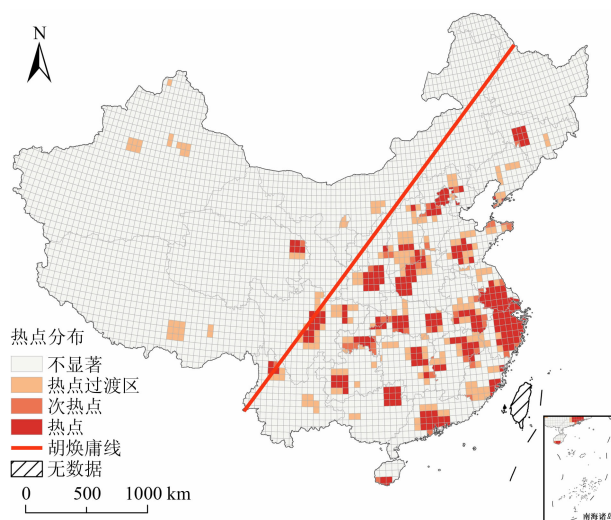 N
热点分布
不显著
热点过渡区
次热点
热点
胡焕庸线
无数据
0 500 1000 km
南海诸岛